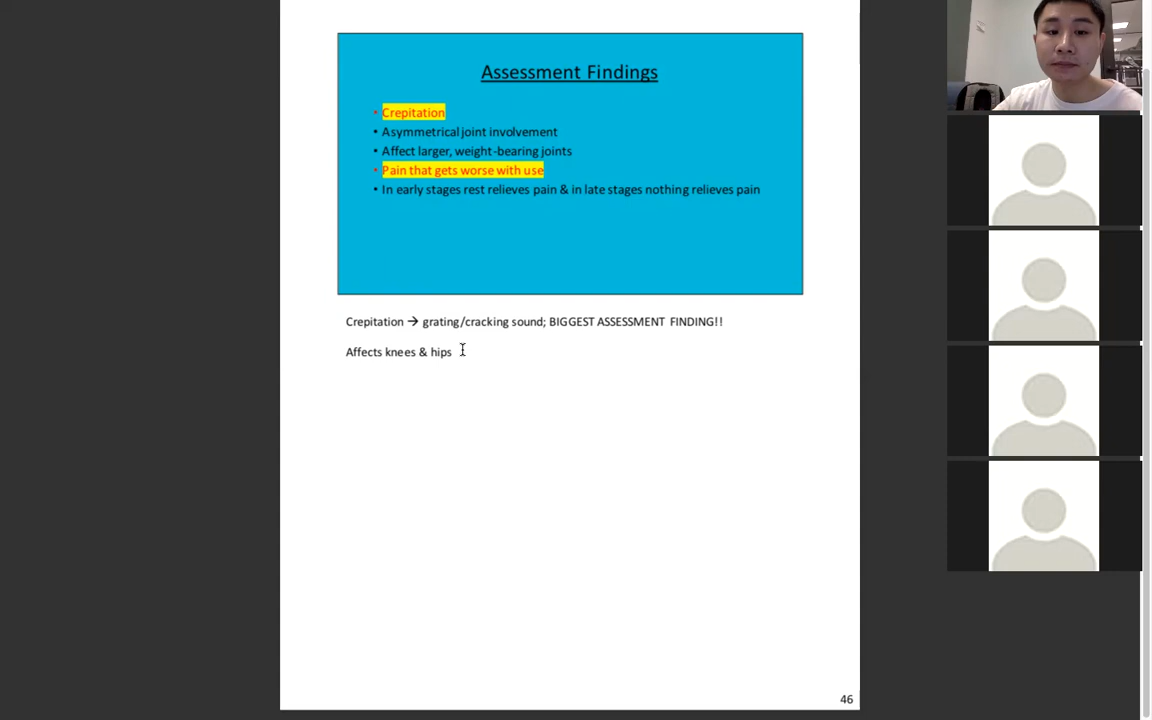 Assessment Findings
• Crepitation
• Asymmetrical joint involvement
• Affect larger, weight-bearing joints
• Pain that gets worse with use
• In early stages rest relieves pain & in late stages nothing relieves pain
Crepitation → grating/cracking sound; BIGGEST ASSESSMENT FINDING!!
Affects knees & hips
46